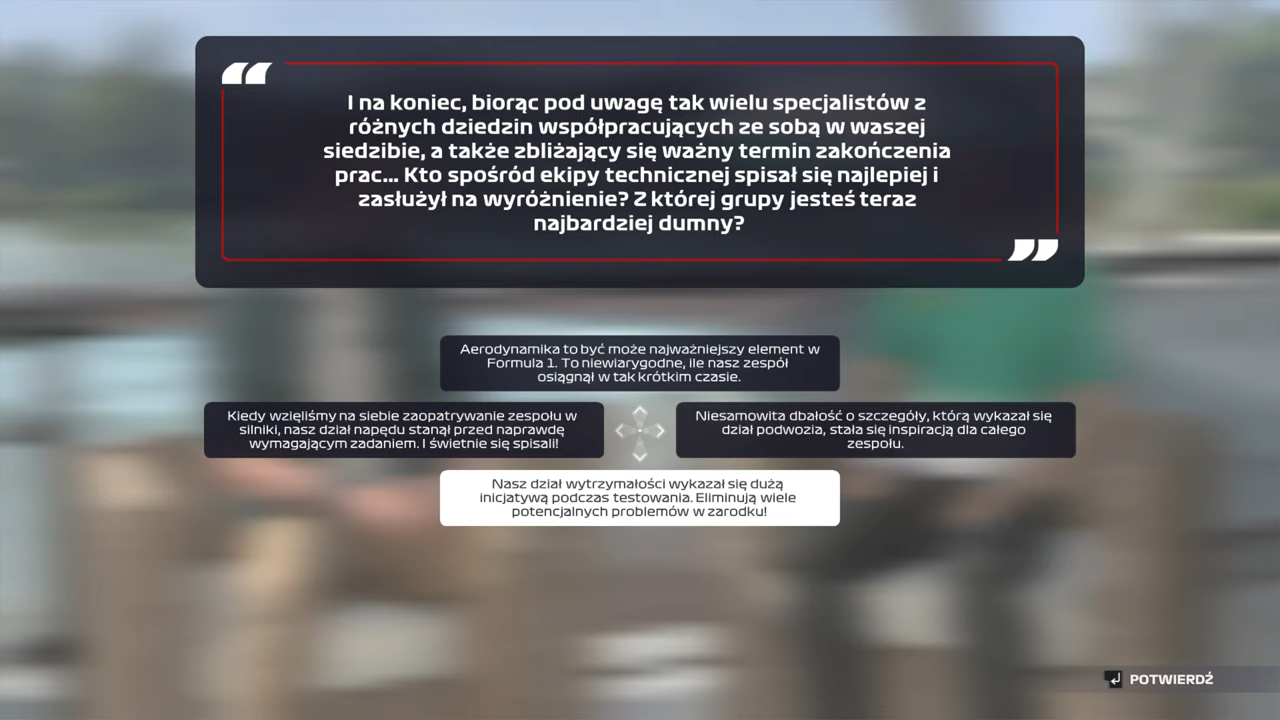 I na koniec, biorąc pod uwagę tak wielu specjalistów z
różnych dziedzin współpracujących ze sobą w waszej
siedzibie, a także zbliżający się ważny termin zakończenia
prac... Kto spośród ekipy technicznej spisał się najlepiej i
zasłużył na wyróżnienie? Z której grupy jesteś teraz
najbardziej dumny?
Aerodynamika to być może najważniejszy element w
Formula 1. To niewiarygodne, ile nasz zespół
osiągnął w tak krótkim czasie.
Kiedy wzięliśmy na siebie zaopatrywanie zespołu w
silniki, nasz dział napędu stanął przed naprawdę
wymagającym zadaniem. I świetnie się spisali!
Niesamowita dbałość o szczegóły, którą wykazał się
dział podwozia, stała się inspiracją dla całego
zespołu.
Nasz dział wytrzymałości wykazał się dużą
inicjatywą podczas testowania. Eliminują wiele
potencjalnych problemów w zarodku!
POTWIERDŹ